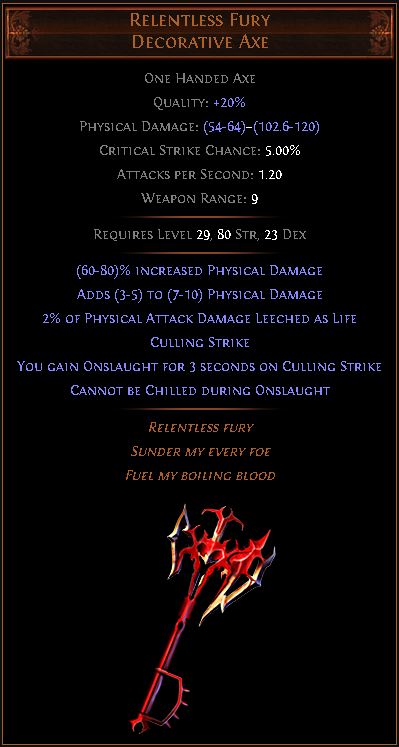 Relentless Fury
Decorative Axe
One Handed Axe
Quality: +20%
Physical Damage: (54-64)–(102.6-120)
Critical Strike Chance: 5.00%
Attacks per Second: 1.20
Weapon Range: 9
Requires Level 29, 80 Str, 23 Dex
(60-80)% increased Physical Damage
Adds (3-5) to (7-10) Physical Damage
2% of Physical Attack Damage Leeched as Life
Culling Strike
You gain Onslaught for 3 seconds on Culling Strike
Cannot be Chilled during Onslaught
Relentless fury
Sunder my every foe
Fuel my boiling blood